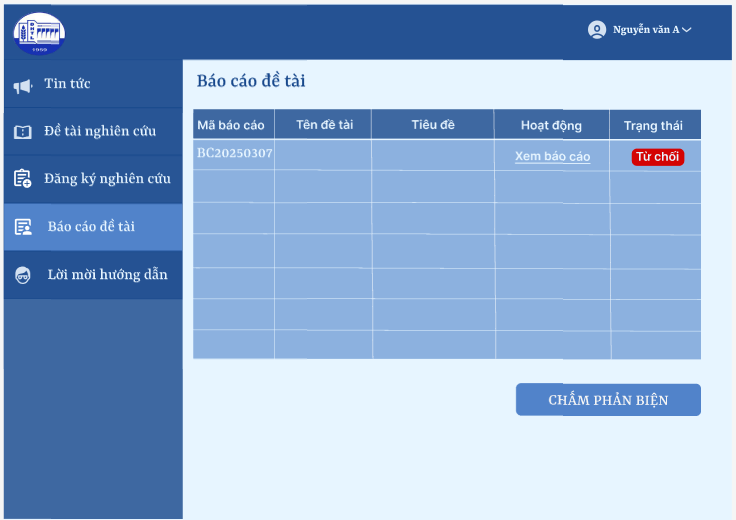 Nguyễn văn A
Tin tức
Đề tài nghiên cứu
Đăng ký nghiên cứu
Báo cáo đề tài
Lời mời hướng dẫn
Báo cáo đề tài
Mã báo cáo Tên đề tài Tiêu đề Hoạt động Trạng thái
BC20250307 Xem báo cáo Từ chối
CHẤM PHẢN BIỆN